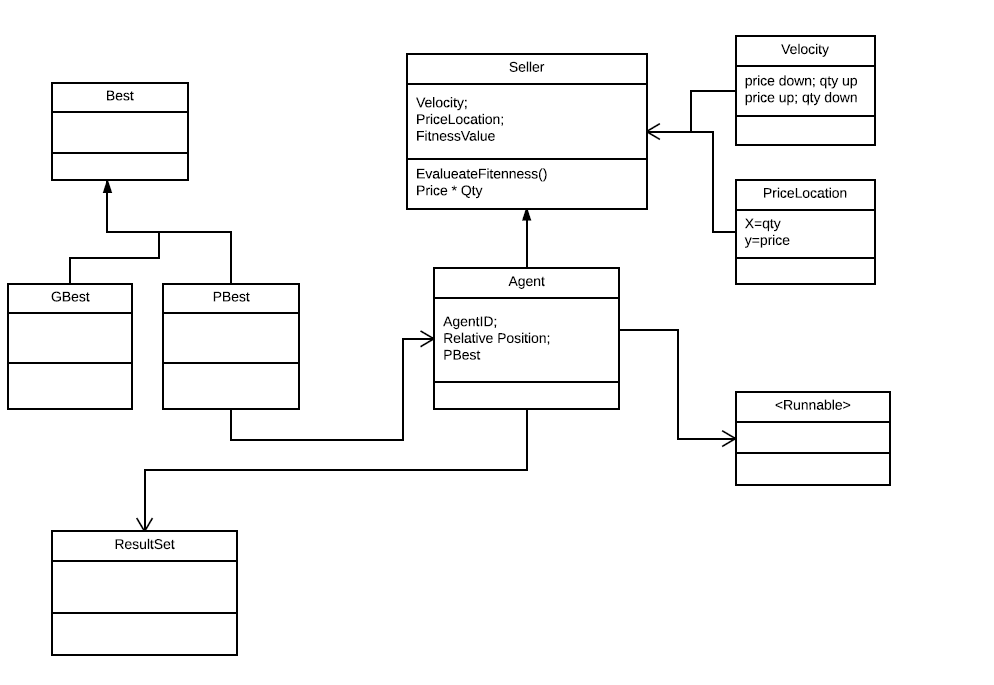 Best
GBest
PBest
Seller
Velocity;
PriceLocation;
FitnessValue
EvalueateFitenness()
Price * Qty
Velocity
price down; qty up
price up; qty down
PriceLocation
X=qty
y=price
Agent
AgentID;
Relative Position;
PBest
<Runnable>
ResultSet